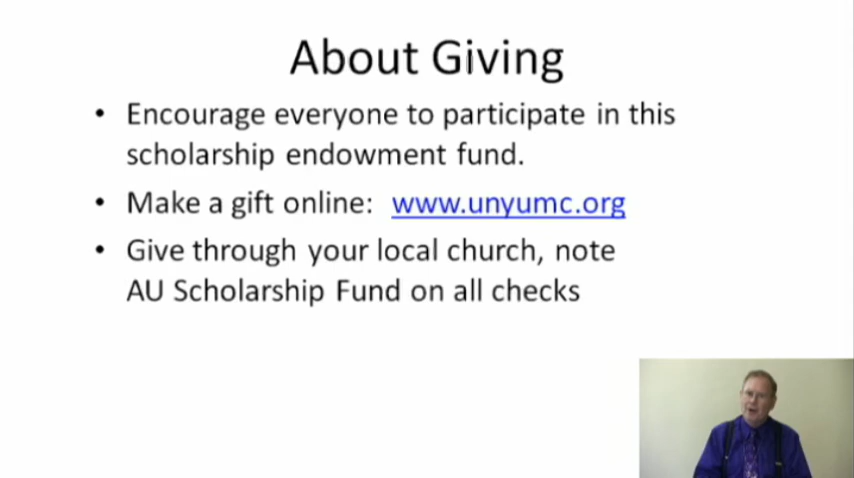 About Giving
• Encourage everyone to participate in this
scholarship endowment fund.
• Make a gift online: www.unyumc.org
• Give through your local church, note
AU Scholarship Fund on all checks